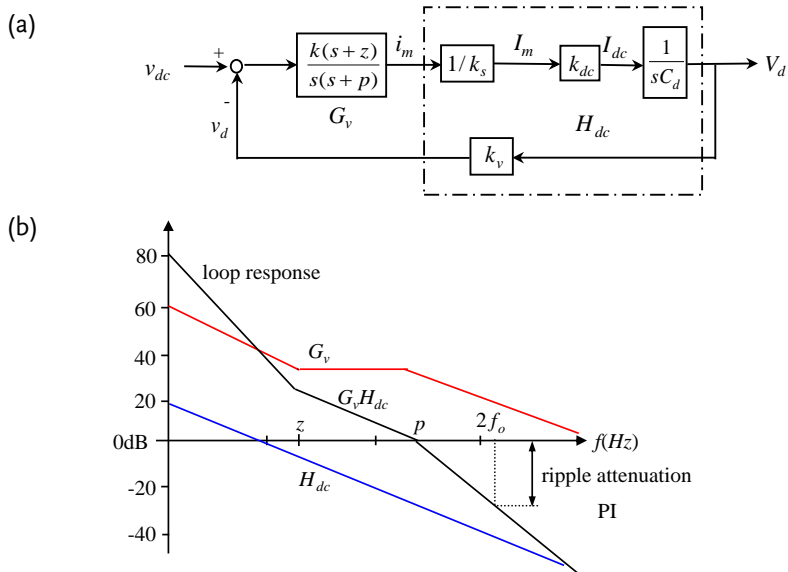 (a)
v_dc
+
-
v_d
k(s+z)
s(s+p)
G_v
i_m
1/k_s
I_m
k_dc
I_dc
1
sC_d
V_d
H_dc
k_v
(b)
80
60
40
20
0dB
-20
-40
loop response
G_v
G_vH_dc
z
p
2f_o
f(Hz)
H_dc
ripple attenuation
PI